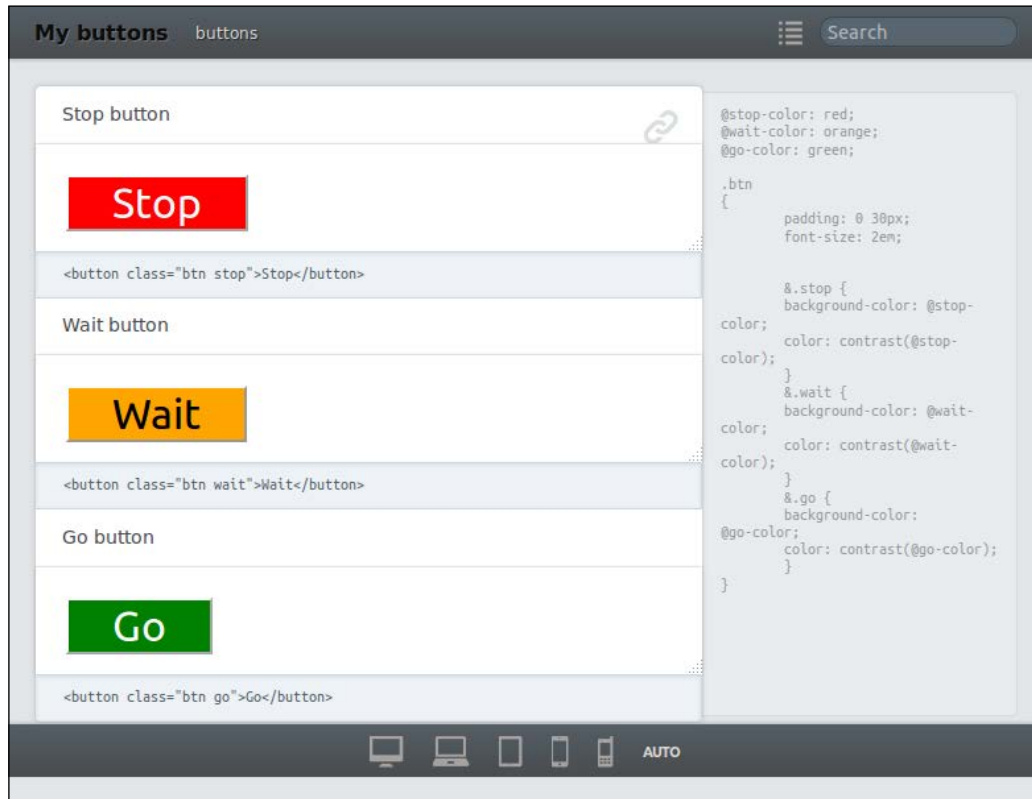 My buttons buttons Search
Stop button
Stop
<button class="btn stop">Stop</button>
Wait button
Wait
<button class="btn wait">Wait</button>
Go button
Go
<button class="btn go">Go</button>
@stop-color: red;
@wait-color: orange;
@go-color: green;
.btn
{
padding: 0 30px;
font-size: 2em;
&.stop {
background-color: @stop-
color;
color: contrast(@stop-
color);
}
&.wait {
background-color: @wait-
color;
color: contrast(@wait-
color);
}
&.go {
background-color:
@go-color;
color: contrast(@go-color);
}
}
AUTO